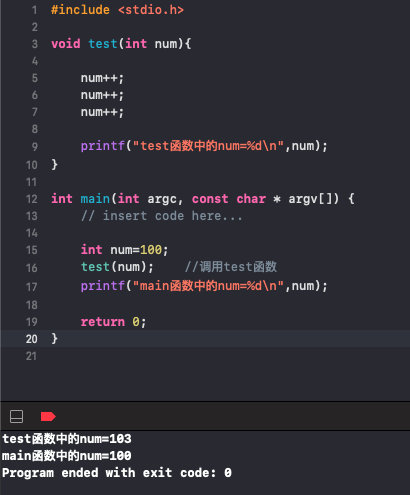 1 #include <stdio.h>
2
3 void test(int num){
4
5     num++;
6     num++;
7     num++;
8
9     printf("test函数中的num=%d\n",num);
10 }
11
12 int main(int argc, const char * argv[]) {
13     // insert code here...
14
15     int num=100;
16     test(num);    //调用test函数
17     printf("main函数中的num=%d\n",num);
18
19     return 0;
20 }
21
test函数中的num=103
main函数中的num=100
Program ended with exit code: 0